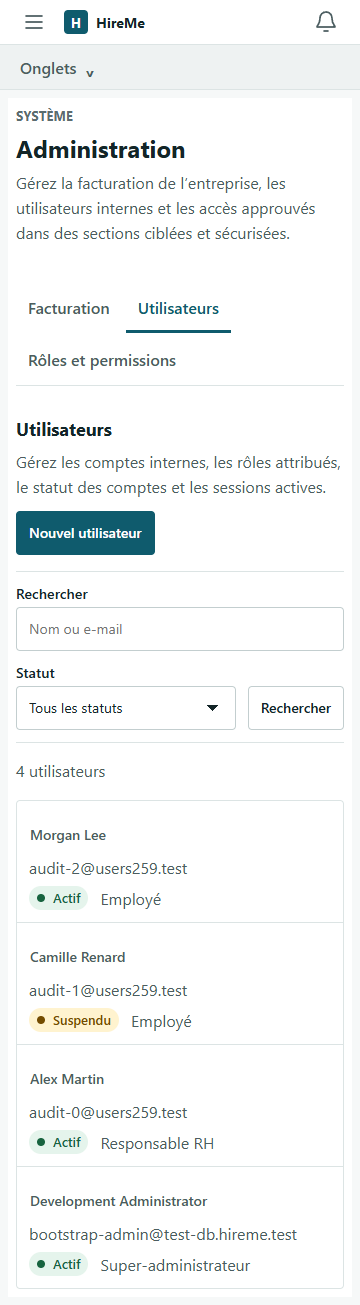 H HireMe
Onglets v
SYSTÈME
Administration
Gérez la facturation de l’entreprise, les
utilisateurs internes et les accès approuvés
dans des sections ciblées et sécurisées.
Facturation Utilisateurs
Rôles et permissions
Utilisateurs
Gérez les comptes internes, les rôles attribués,
le statut des comptes et les sessions actives.
Nouvel utilisateur
Rechercher
Nom ou e-mail
Statut
Tous les statuts Rechercher
4 utilisateurs
Morgan Lee
audit-2@users259.test
Actif Employé
Camille Renard
audit-1@users259.test
Suspendu Employé
Alex Martin
audit-0@users259.test
Actif Responsable RH
Development Administrator
bootstrap-admin@test-db.hireme.test
Actif Super-administrateur